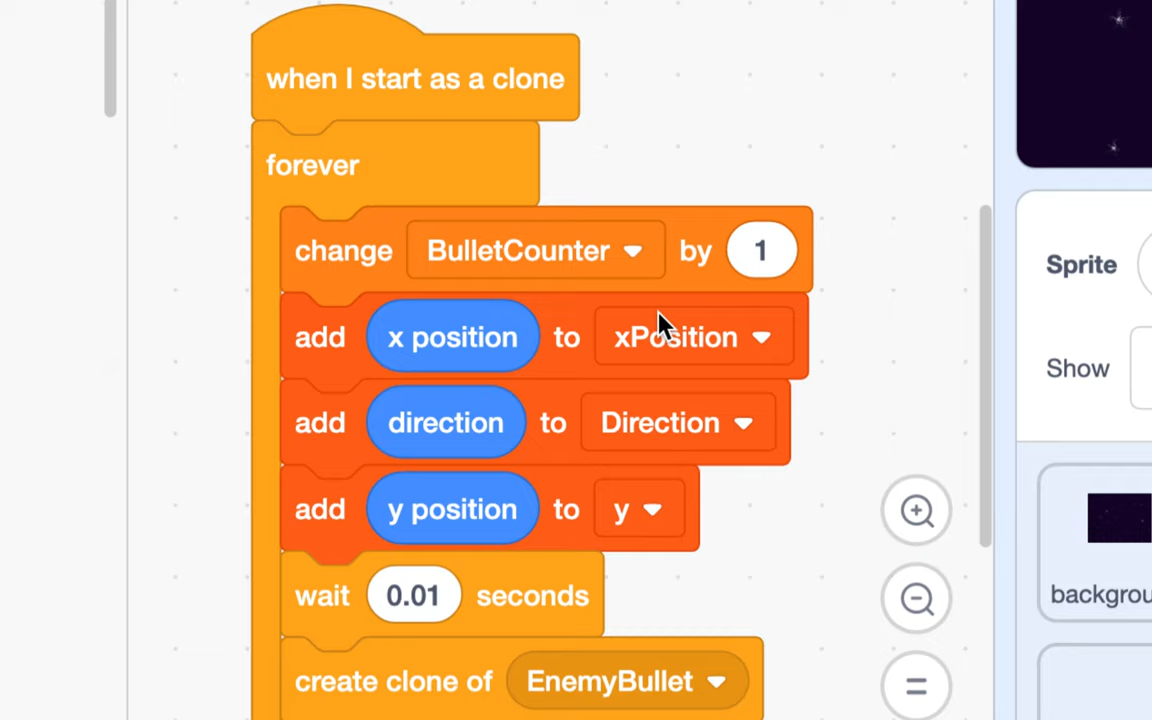 when I start as a clone
forever
change BulletCounter by 1
add x position to xPosition
add direction to Direction
add y position to y
wait 0.01 seconds
create clone of EnemyBullet
Sprite
Show
backgrou